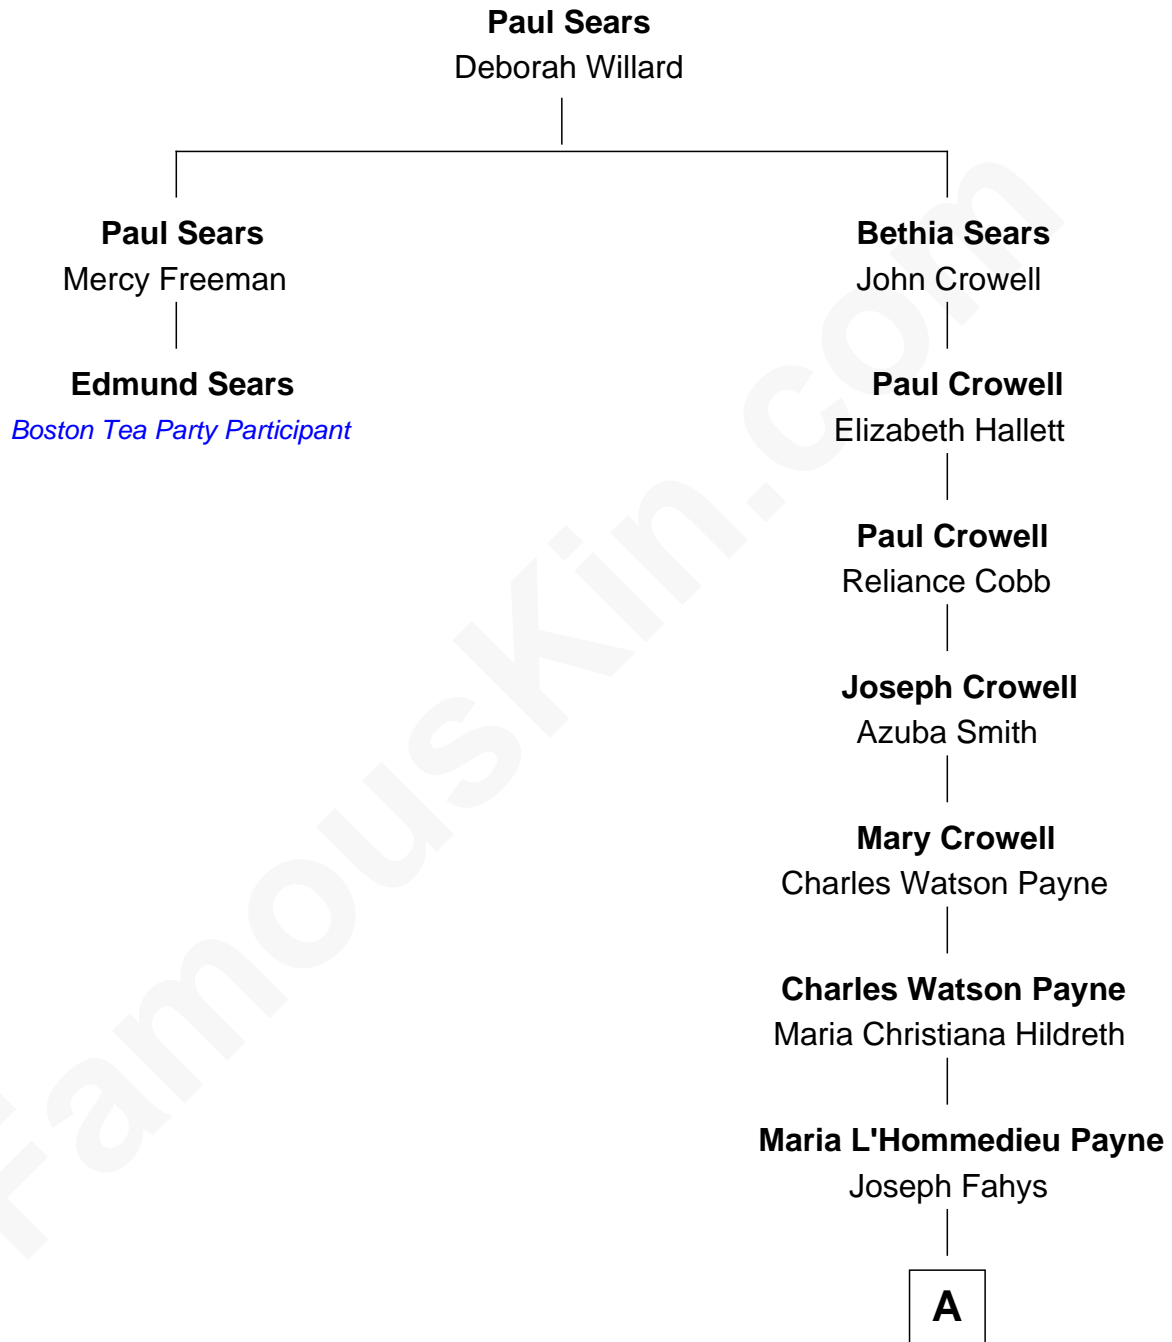 Paul Sears
Deborah Willard
Paul Sears
Mercy Freeman
Bethia Sears
John Crowell
Edmund Sears
Boston Tea Party Participant
Paul Crowell
Elizabeth Hallett
Paul Crowell
Reliance Cobb
Joseph Crowell
Azuba Smith
Mary Crowell
Charles Watson Payne
Charles Watson Payne
Maria Christiana Hildreth
Maria L'Hommedieu Payne
Joseph Fahys
A
FamousKin.com